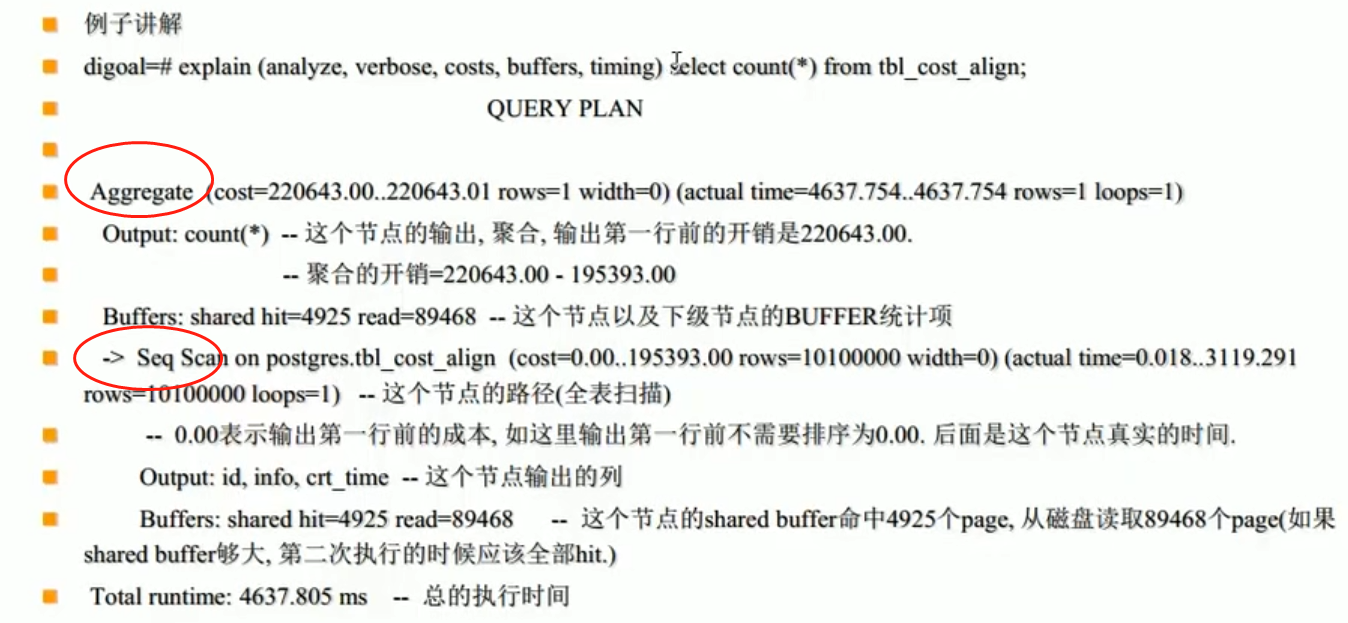 例子讲解
digoal=# explain (analyze, verbose, costs, buffers, timing) select count(*) from tbl_cost_align;
QUERY PLAN
Aggregate (cost=220643.00..220643.01 rows=1 width=0) (actual time=4637.754..4637.754 rows=1 loops=1)
Output: count(*) -- 这个节点的输出, 聚合, 输出第一行前的开销是220643.00.
-- 聚合的开销=220643.00 - 195393.00
Buffers: shared hit=4925 read=89468 -- 这个节点以及下级节点的BUFFER统计项
-> Seq Scan on postgres.tbl_cost_align (cost=0.00..195393.00 rows=10100000 width=0) (actual time=0.018..3119.291
rows=10100000 loops=1) -- 这个节点的路径(全表扫描)
-- 0.00表示输出第一行前的成本, 如这里输出第一行前不需要排序为0.00. 后面是这个节点真实的时间.
Output: id, info, crt_time -- 这个节点输出的列
Buffers: shared hit=4925 read=89468 -- 这个节点的shared buffer命中4925个page, 从磁盘读取89468个page(如果
shared buffer够大, 第二次执行的时候应该全部hit.)
Total runtime: 4637.805 ms -- 总的执行时间